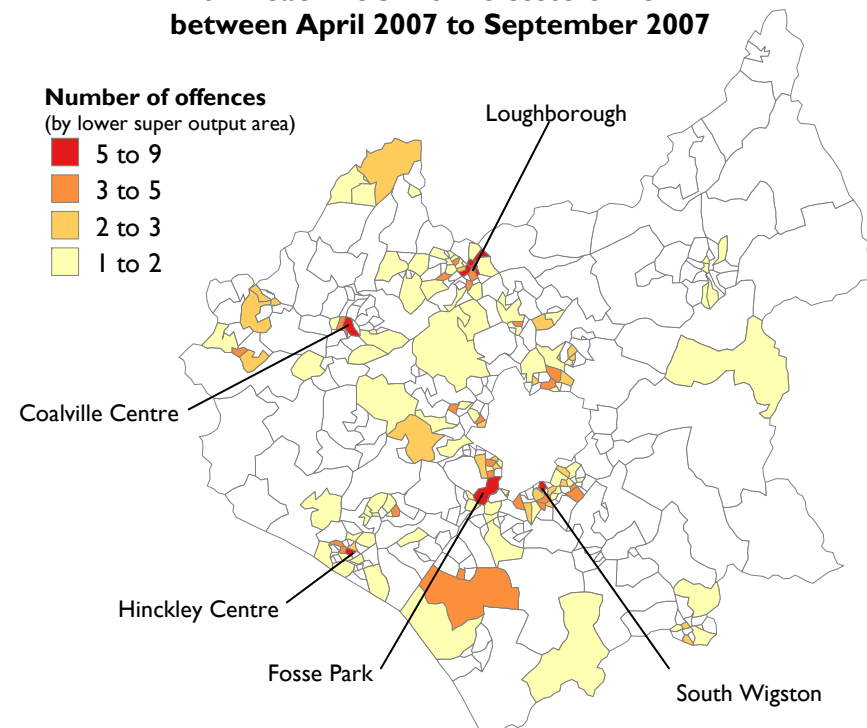 between April 2007 to September 2007
Number of offences
(by lower super output area)
5 to 9
3 to 5
2 to 3
1 to 2
Loughborough
Coalville Centre
Hinckley Centre
Fosse Park
South Wigston